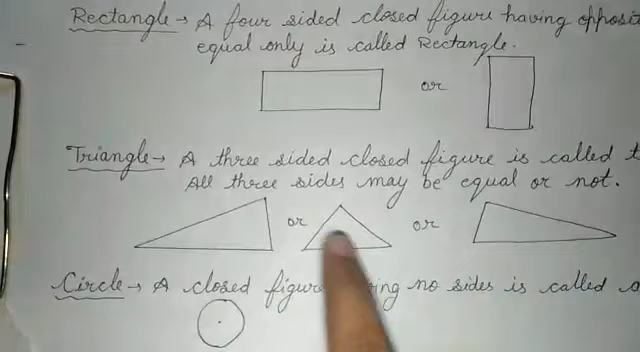 Rectangle → A four sided closed figure having
equal only is called Rectangle.
or
Triangle → A three sided closed figure is called
All three sides may be equal or not.
or or
Circle → A closed no sides is called a